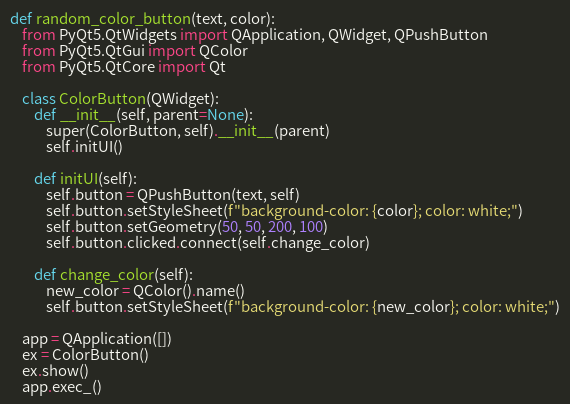 def random_color_button(text, color):
    from PyQt5.QtWidgets import QApplication, QWidget, QPushButton
    from PyQt5.QtGui import QColor
    from PyQt5.QtCore import Qt

    class ColorButton(QWidget):
        def __init__(self, parent=None):
            super(ColorButton, self).__init__(parent)
            self.initUI()

        def initUI(self):
            self.button = QPushButton(text, self)
            self.button.setStyleSheet(f"background-color: {color}; color: white;")
            self.button.setGeometry(50, 50, 200, 100)
            self.button.clicked.connect(self.change_color)

        def change_color(self):
            new_color = QColor().name()
            self.button.setStyleSheet(f"background-color: {new_color}; color: white;")

    app = QApplication([])
    ex = ColorButton()
    ex.show()
    app.exec_()